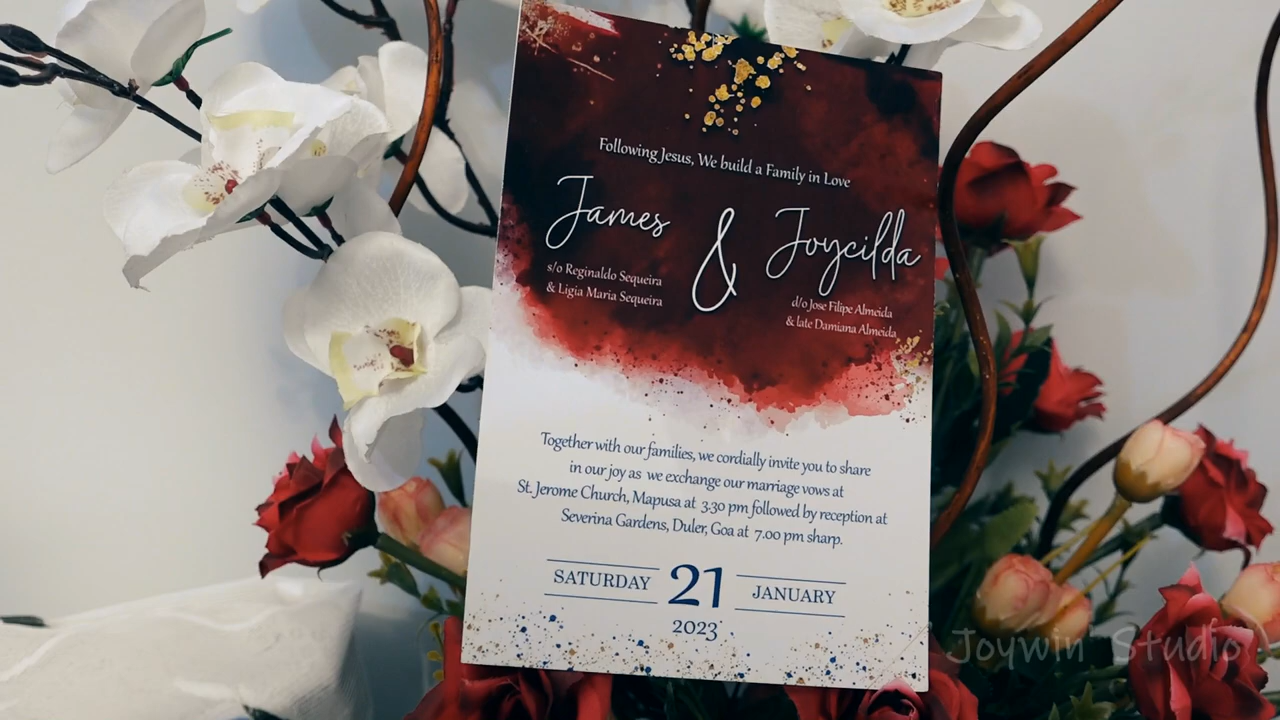 Following Jesus, We build a Family in Love
James & Joycilda
s/o Reginaldo Sequeira
& Ligia Maria Sequeira
d/o Jose Filipe Almeida
& late Damiana Almeida
Together with our families, we cordially invite you to share
in our joy as we exchange our marriage vows at
St. Jerome Church, Mapusa at 3.30 pm followed by reception at
Severina Gardens, Duler, Goa at 7.00 pm sharp.
SATURDAY 21 JANUARY
2023
Joywin Studio